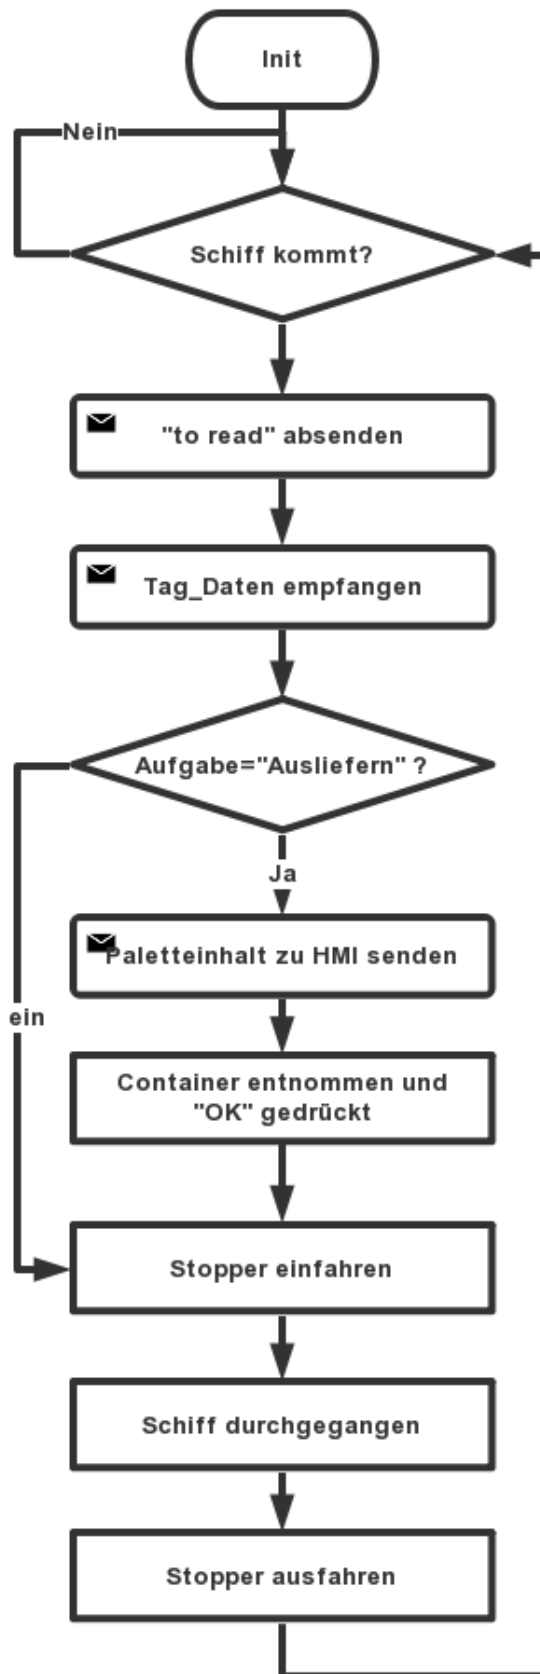 Init
Nein
Schiff kommt?
"to read" absenden
Tag_Daten empfangen
Aufgabe="Ausliefern" ?
Ja
Paletteinhalt zu HMI senden
ein
Container entnommen und
"OK" gedrückt
Stopper einfahren
Schiff durchgegangen
Stopper ausfahren